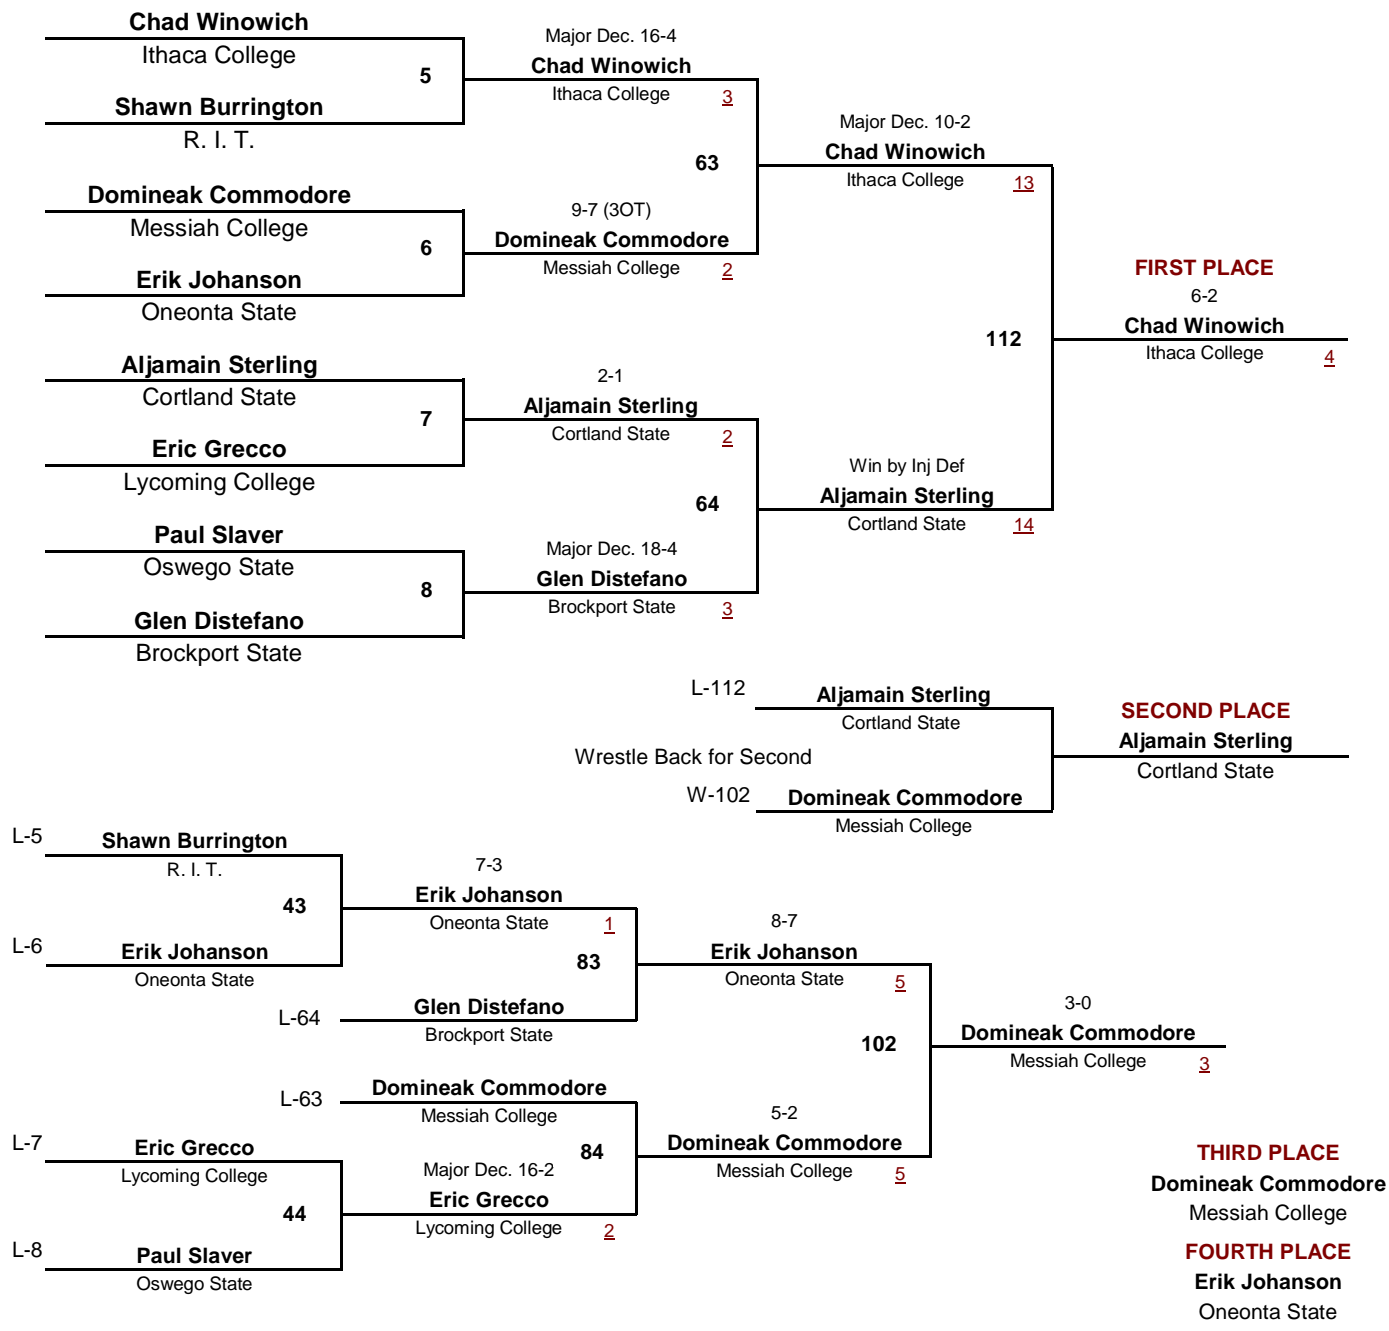 Chad Winowich
Ithaca College
5
Shawn Burrington
R. I. T.
Major Dec. 16-4
Chad Winowich
Ithaca College 3
63
Major Dec. 10-2
Chad Winowich
Ithaca College 13
Domineak Commodore
Messiah College
6
Erik Johanson
Oneonta State
9-7 (3OT)
Domineak Commodore
Messiah College 2
FIRST PLACE
6-2
Chad Winowich
Ithaca College 4
112
Aljamain Sterling
Cortland State
7
Eric Grecco
Lycoming College
2-1
Aljamain Sterling
Cortland State 2
64
Win by Inj Def
Aljamain Sterling
Cortland State 14
Paul Slaver
Oswego State
8
Glen Distefano
Brockport State
Major Dec. 18-4
Glen Distefano
Brockport State 3
L-112 Aljamain Sterling
Cortland State
Wrestle Back for Second
W-102 Domineak Commodore
Messiah College
SECOND PLACE
Aljamain Sterling
Cortland State
L-5 Shawn Burrington
R. I. T.
43
L-6 Erik Johanson
Oneonta State
7-3
Erik Johanson
Oneonta State 1
83
L-64 Glen Distefano
Brockport State
8-7
Erik Johanson
Oneonta State 5
102
3-0
Domineak Commodore
Messiah College 3
L-63 Domineak Commodore
Messiah College
84
5-2
Domineak Commodore
Messiah College 5
L-7 Eric Grecco
Lycoming College
44
L-8 Paul Slaver
Oswego State
Major Dec. 16-2
Eric Grecco
Lycoming College 2
THIRD PLACE
Domineak Commodore
Messiah College
FOURTH PLACE
Erik Johanson
Oneonta State